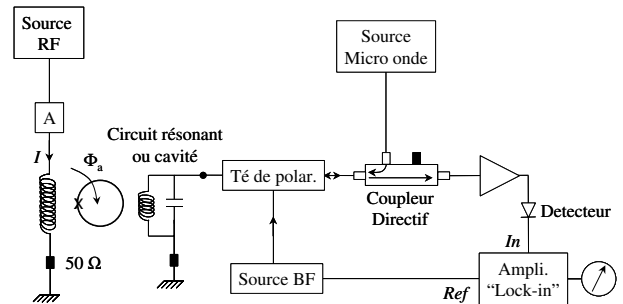 Source
RF
Source
Micro onde
A
Circuit résonant
ou cavité
I
Φa
X
Té de polar.
Coupleur
Directif
Detecteur
In
50 Ω
Source BF
Ref
Ampli.
“Lock-in”